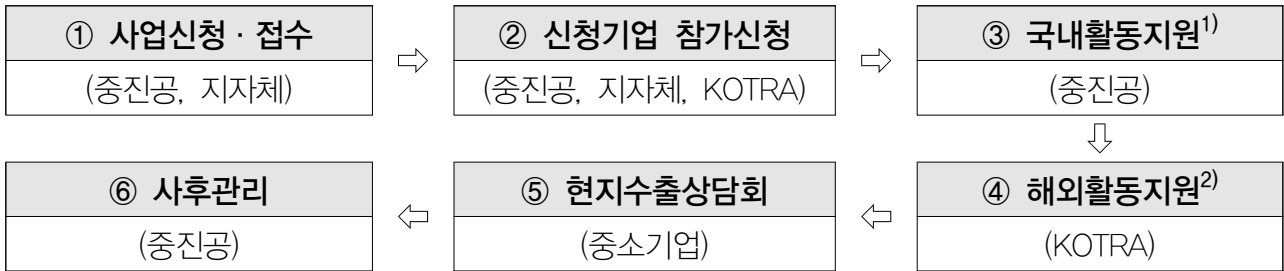 ① 사업신청 · 접수
(중진공, 지자체)
⇨
② 신청기업 참가신청
(중진공, 지자체, KOTRA)
⇨
③ 국내활동지원1)
(중진공)
⇩
④ 해외활동지원2)
(KOTRA)
⇦
⑤ 현지수출상담회
(중소기업)
⇦
⑥ 사후관리
(중진공)